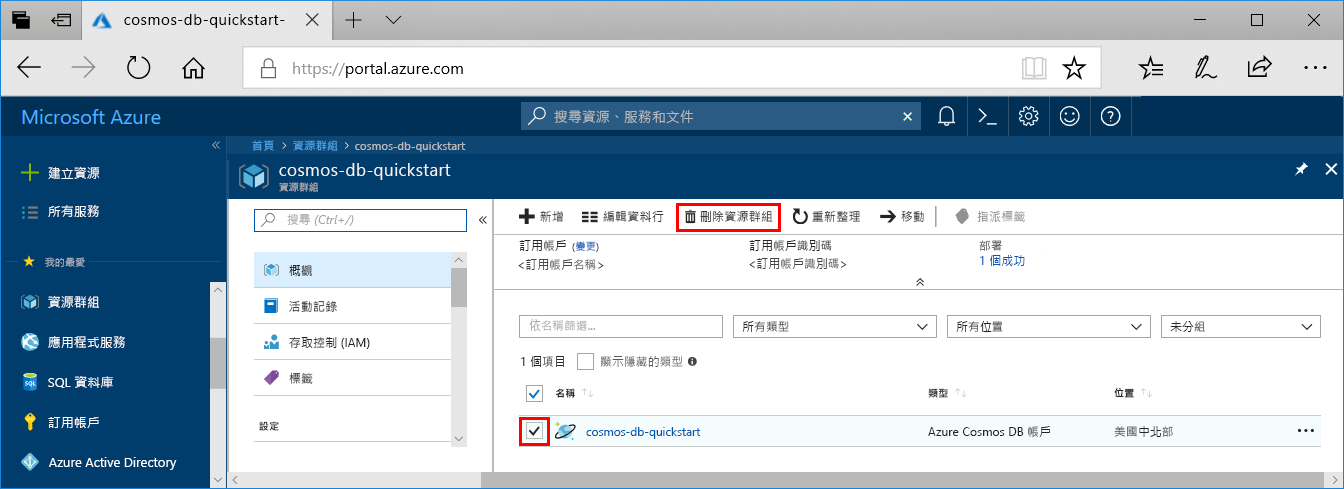 cosmos-db-quickstart-
https://portal.azure.com
Microsoft Azure
搜尋資源、服務和文件
首頁 > 資源群組 > cosmos-db-quickstart
cosmos-db-quickstart
資源群組
建立資源
所有服務
我的最愛
資源群組
應用程式服務
SQL 資料庫
訂用帳戶
Azure Active Directory
搜尋 (Ctrl+/)
概觀
活動記錄
存取控制 (IAM)
標籤
設定
新增 編輯資料行 刪除資源群組 重新整理 移動 指派標籤
訂用帳戶 (變更) 訂用帳戶識別碼 部署
<訂用帳戶名稱> <訂用帳戶識別碼> 1 個成功
依名稱篩選... 所有類型 所有位置 未分組
1 個項目 顯示隱藏的類型
名稱 類型 位置
cosmos-db-quickstart Azure Cosmos DB 帳戶 美國中北部